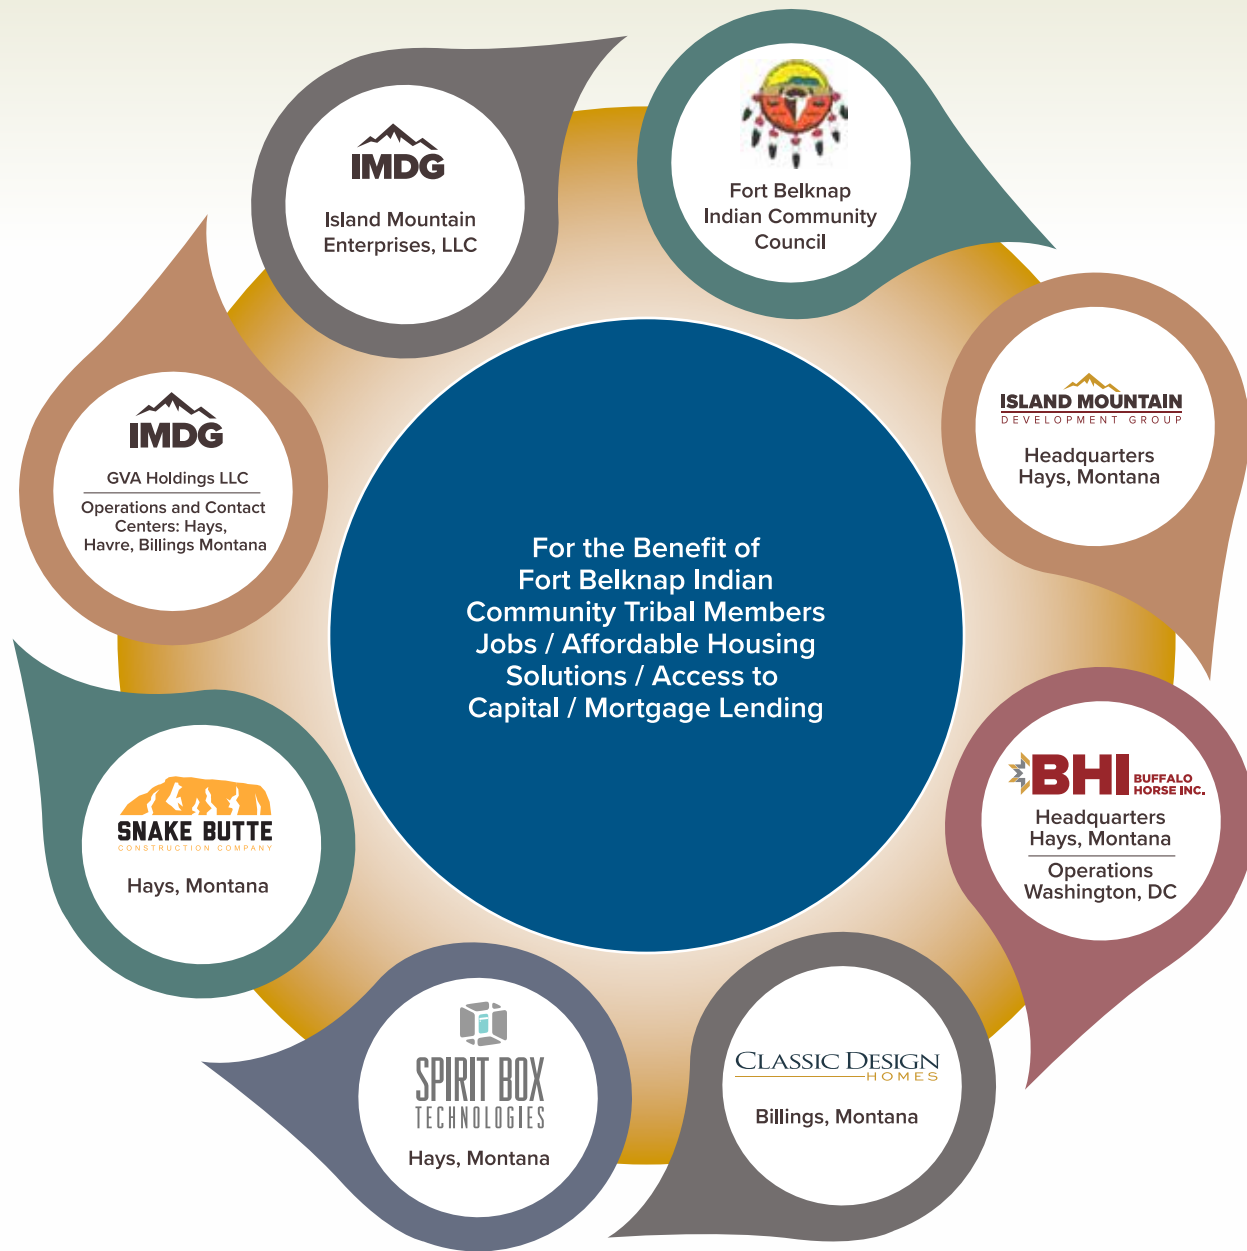 IMDG
Island Mountain
Enterprises, LLC
Fort Belknap
Indian Community
Council
ISLAND MOUNTAIN
DEVELOPMENT GROUP
Headquarters
Hays, Montana
BHI BUFFALO
HORSE INC.
Headquarters
Hays, Montana
Operations
Washington, DC
CLASSIC DESIGN
HOMES
Billings, Montana
SPIRIT BOX
TECHNOLOGIES
Hays, Montana
SNAKE BUTTE
CONSTRUCTION COMPANY
Hays, Montana
IMDG
GVA Holdings LLC
Operations and Contact
Centers: Hays,
Havre, Billings Montana
For the Benefit of
Fort Belknap Indian
Community Tribal Members
Jobs / Affordable Housing
Solutions / Access to
Capital / Mortgage Lending